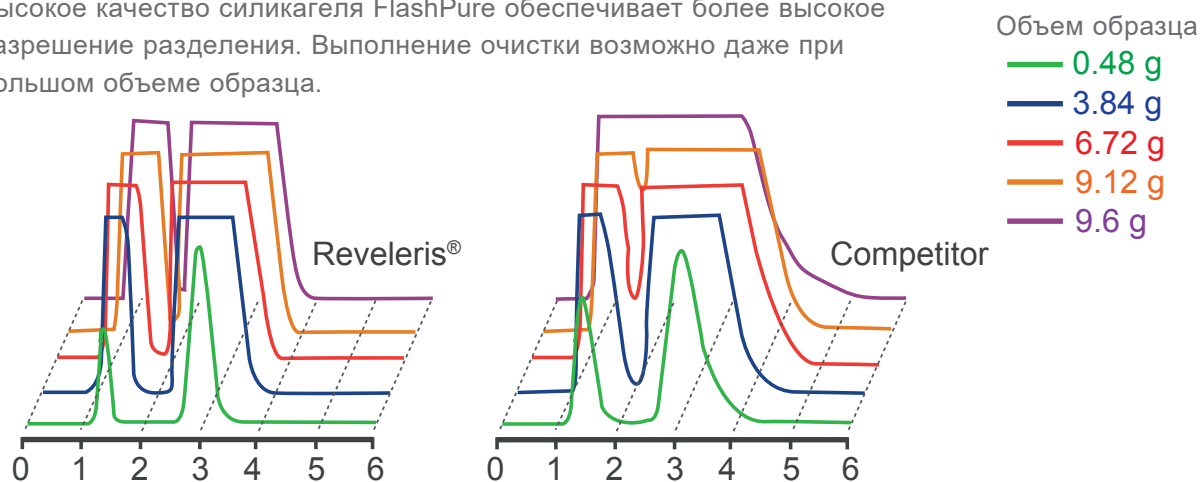 ысокое качество силикагеля FlashPure обеспечивает более высокое
азрешение разделения. Выполнение очистки возможно даже при
ольшом объеме образца.
Объем образца
0.48 g
3.84 g
6.72 g
9.12 g
9.6 g
Reveleris®
Competitor
0 1 2 3 4 5 6
0 1 2 3 4 5 6